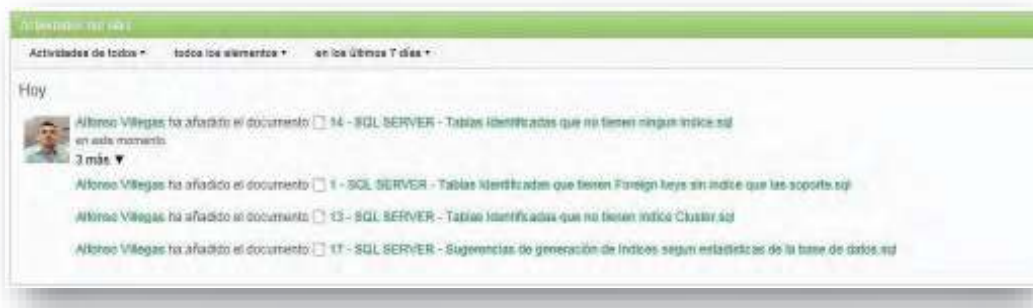 Actividades del sitio
Actividades de todos ▾ todos los elementos ▾ en los últimos 7 días ▾
Hoy
Alfonso Villegas ha añadido el documento 14 - SQL SERVER - Tablas Identificadas que no tienen ningun indice.sql
en este momento
3 más ▼
Alfonso Villegas ha añadido el documento 1 - SQL SERVER - Tablas Identificadas que tienen Foreign keys sin indice que las soporte.sql
Alfonso Villegas ha añadido el documento 13 - SQL SERVER - Tablas Identificadas que no tienen indice Cluster.sql
Alfonso Villegas ha añadido el documento 17 - SQL SERVER - Sugerencias de generación de indices segun estadisticas de la base de datos.sql